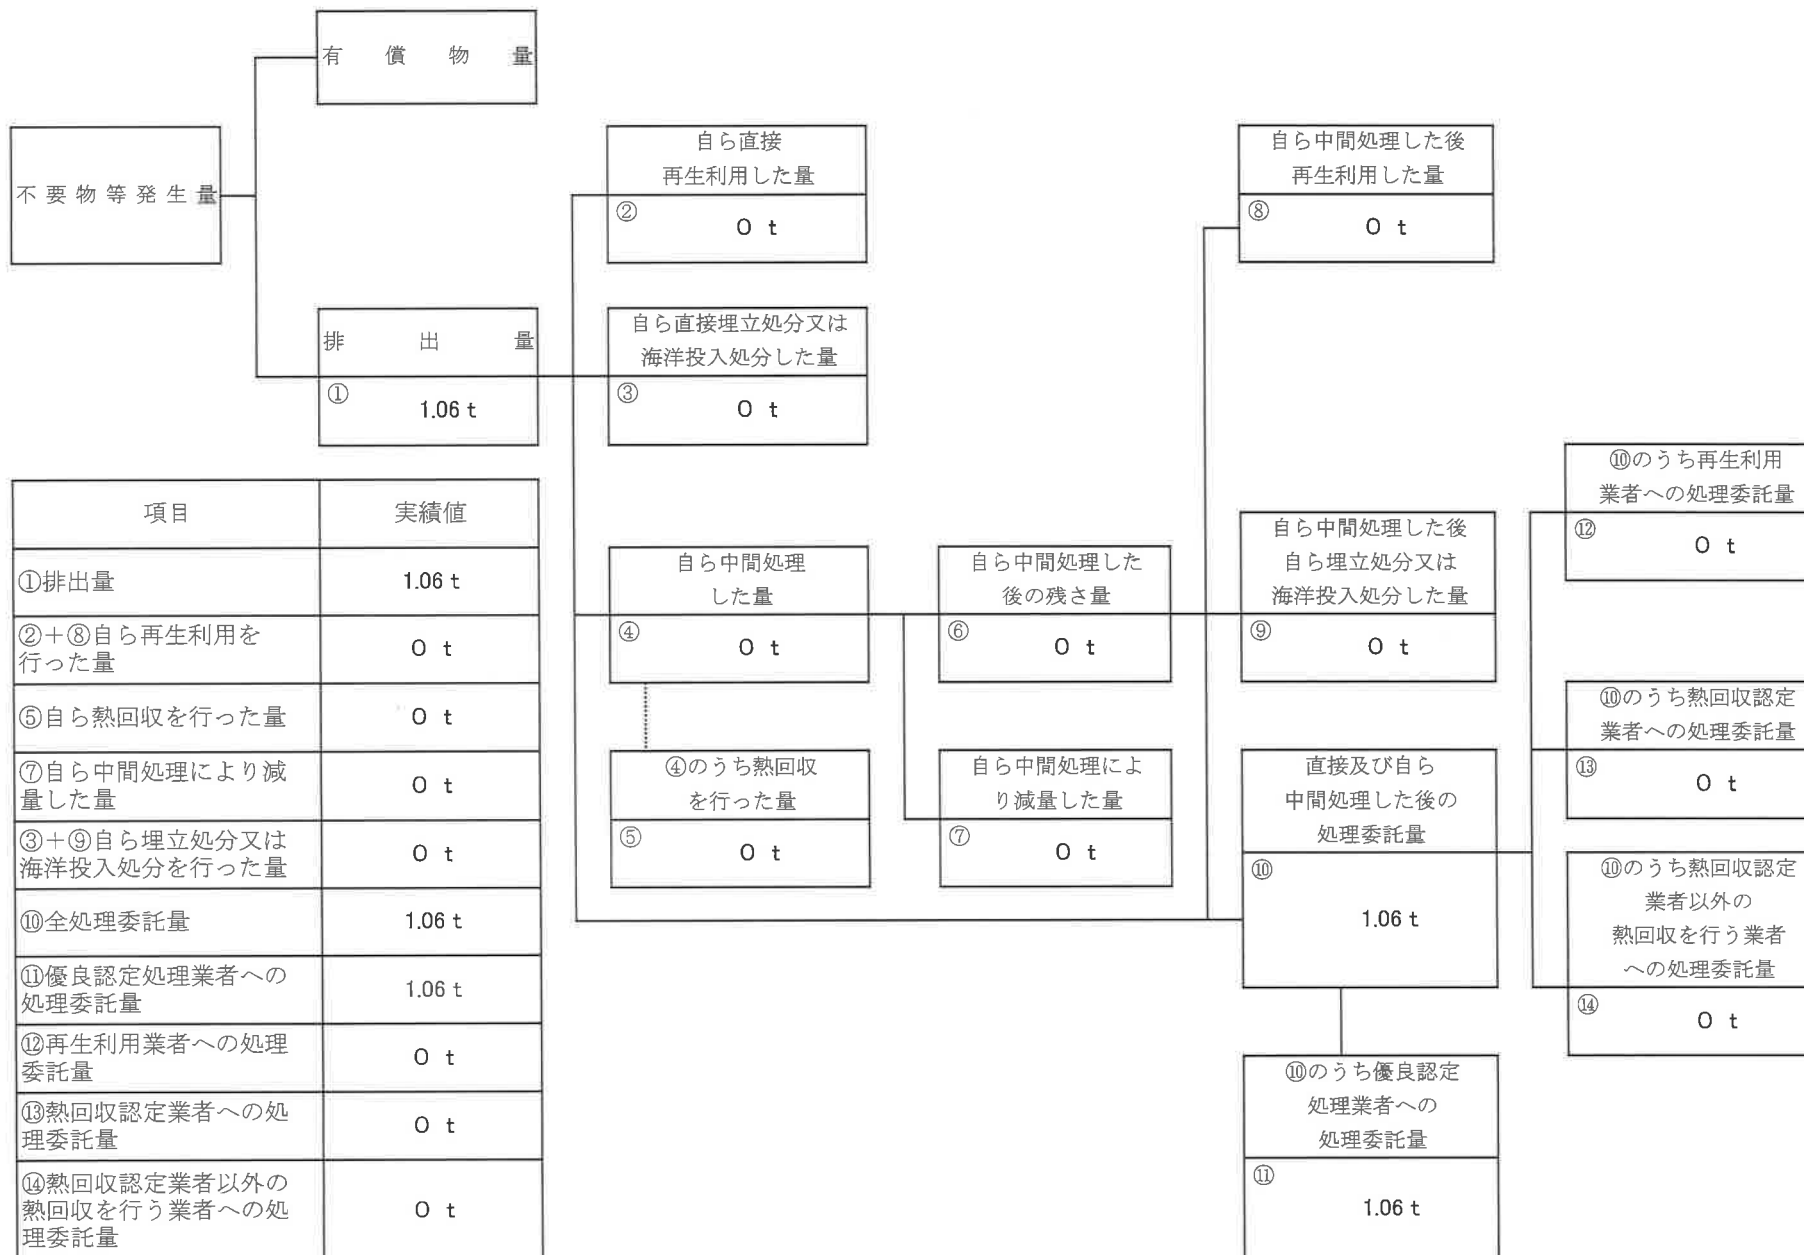 有償物量
不要物等発生量
排出量
① 1.06 t
自ら直接
再生利用した量
② 0 t
自ら直接埋立処分又は
海洋投入処分した量
③ 0 t
自ら中間処理した後
再生利用した量
⑧ 0 t
項目 実績値
①排出量 1.06 t
②+⑧自ら再生利用を
行った量
0 t
⑤自ら熱回収を行った量 0 t
⑦自ら中間処理により減
量した量
0 t
③+⑨自ら埋立処分又は
海洋投入処分を行った量
0 t
⑩全処理委託量 1.06 t
⑪優良認定処理業者への
処理委託量
1.06 t
⑫再生利用業者への処理
委託量
0 t
⑬熱回収認定業者への処
理委託量
0 t
⑭熱回収認定業者以外の
熱回収を行う業者への処
理委託量
0 t
自ら中間処理
した量
④ 0 t
④のうち熱回収
を行った量
⑤ 0 t
自ら中間処理した
後の残さ量
⑥ 0 t
自ら中間処理によ
り減量した量
⑦ 0 t
自ら中間処理した後
自ら埋立処分又は
海洋投入処分した量
⑨ 0 t
直接及び自ら
中間処理した後の
処理委託量
⑩
1.06 t
⑩のうち優良認定
処理業者への
処理委託量
⑪
1.06 t
⑩のうち再生利用
業者への処理委託量
⑫ 0 t
⑩のうち熱回収認定
業者への処理委託量
⑬ 0 t
⑩のうち熱回収認定
業者以外の
熱回収を行う業者
への処理委託量
⑭ 0 t